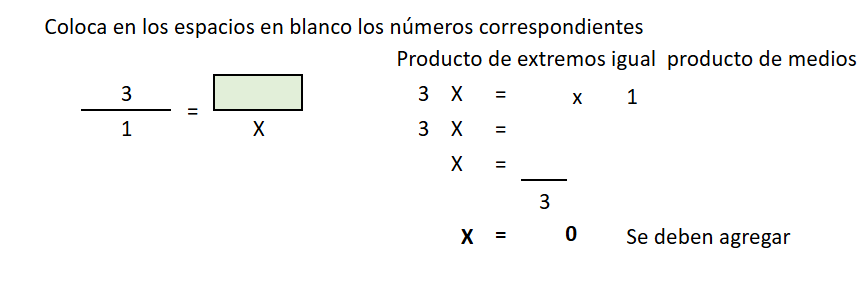 Coloca en los espacios en blanco los números correspondientes
Producto de extremos igual producto de medios
3 = 
1 X
3 X = x 1
3 X =
X =
3
X = 0 Se deben agregar